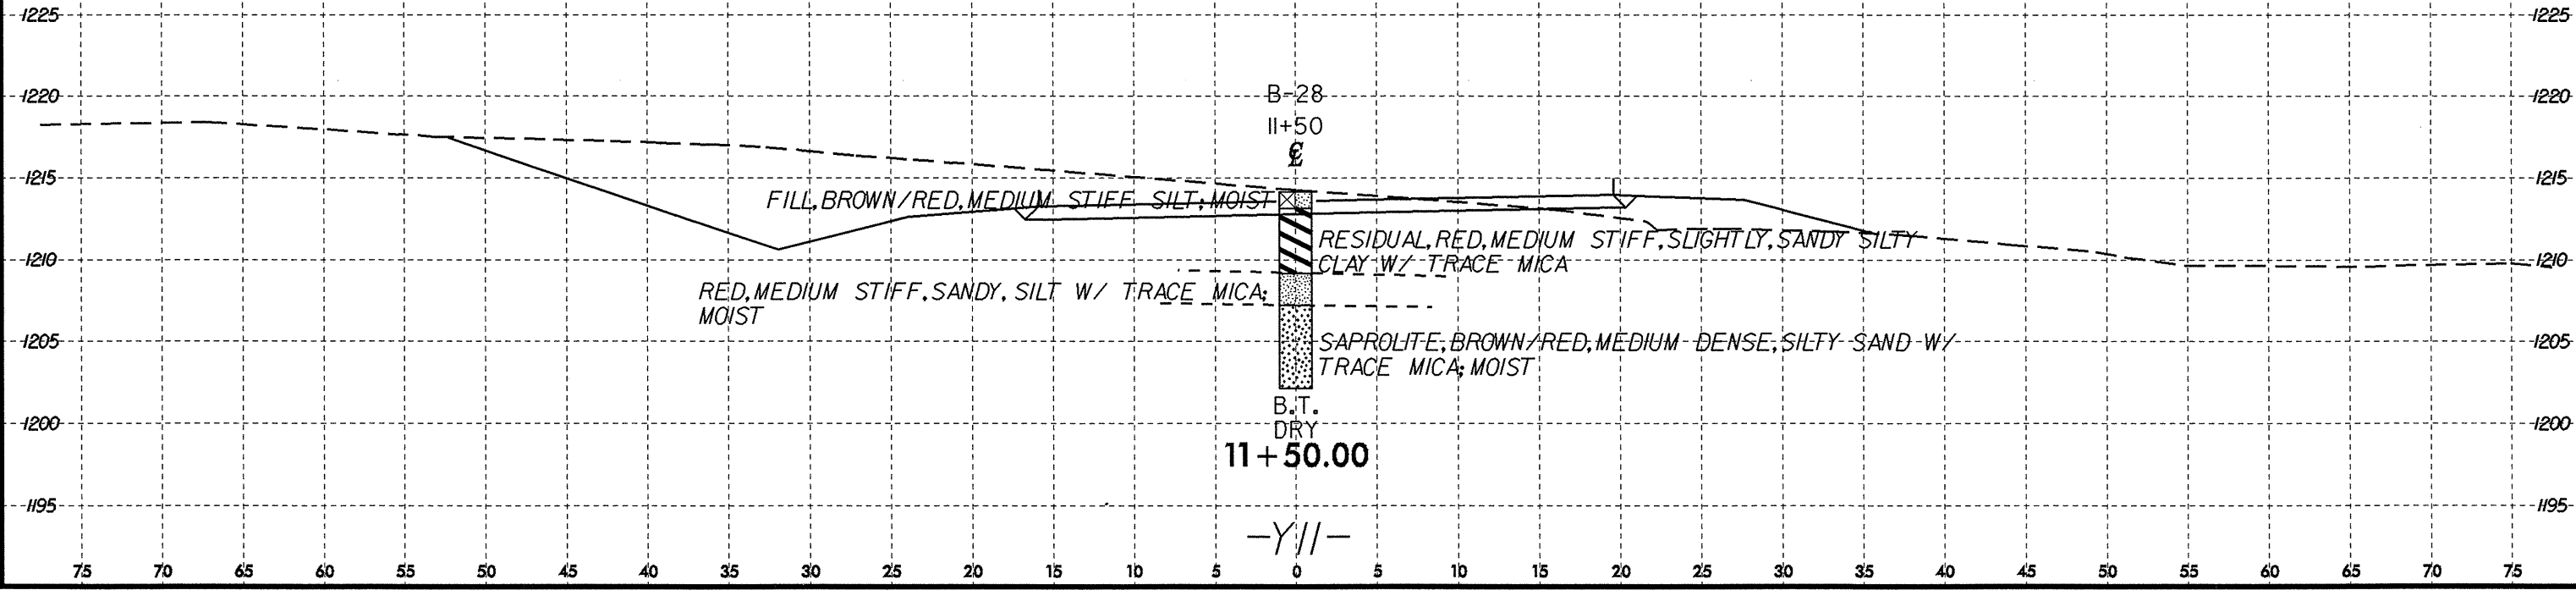 1225 1225
1220 1220
B-28
11+50
℄
1215 1215
FILL, BROWN/RED, MEDIUM STIFF SILT; MOIST
RESIDUAL, RED, MEDIUM STIFF, SLIGHTLY, SANDY SILTY
CLAY W/ TRACE MICA
1210 1210
RED, MEDIUM STIFF, SANDY, SILT W/ TRACE MICA;
MOIST
1205 1205
SAPROLITE, BROWN/RED, MEDIUM DENSE, SILTY SAND W/
TRACE MICA; MOIST
B.T.
1200 1200
DRY
11+50.00
1195 1195
-Y11-
75 70 65 60 55 50 45 40 35 30 25 20 15 10 5 0 5 10 15 20 25 30 35 40 45 50 55 60 65 70 75